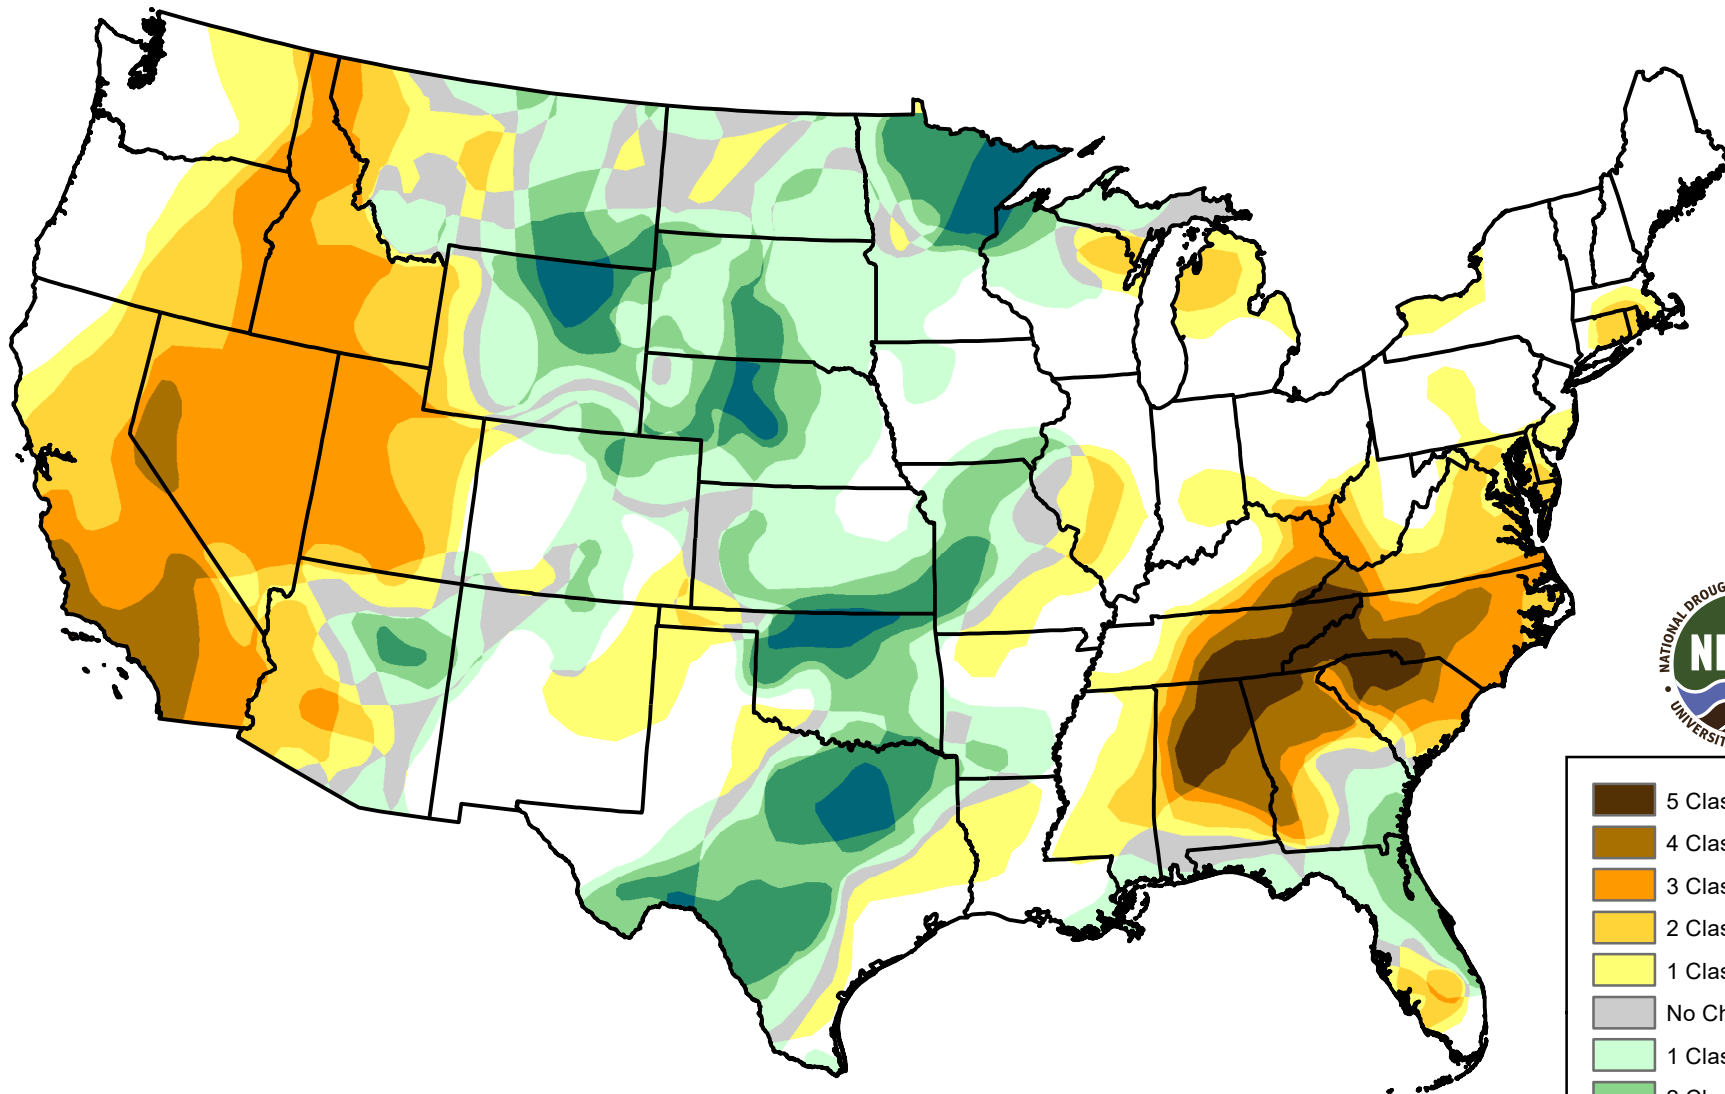 NATIONAL DROUG
UNIVERSIT
5 Clas
4 Clas
3 Clas
2 Clas
1 Clas
No Ch
1 Clas